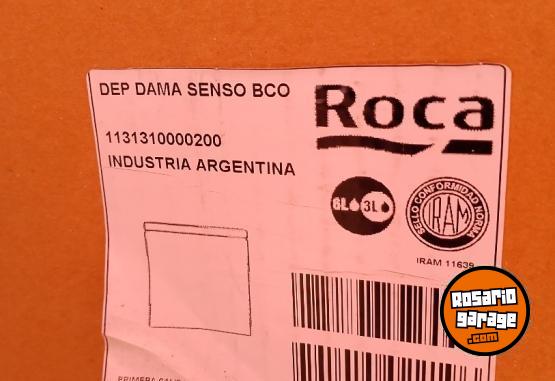 DEP DAMA SENSO BCO
Roca
1131310000200
INDUSTRIA ARGENTINA
6L 3L
SELLO CONFORMIDAD NORMA
IRAM
IRAM 11639
Rosario
garage
.com
PRIMERA